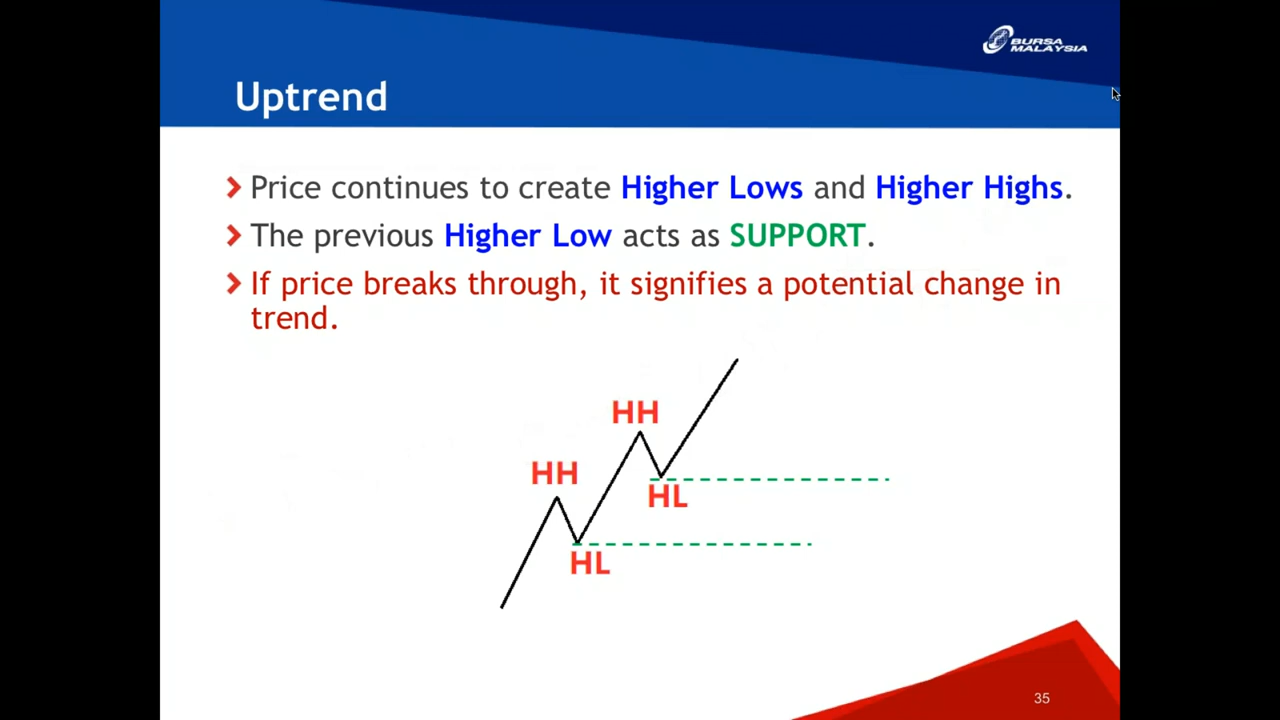 BURSA
MALAYSIA
Uptrend
Price continues to create Higher Lows and Higher Highs.
The previous Higher Low acts as SUPPORT.
If price breaks through, it signifies a potential change in
trend.
HH
HH
HL
HL
35